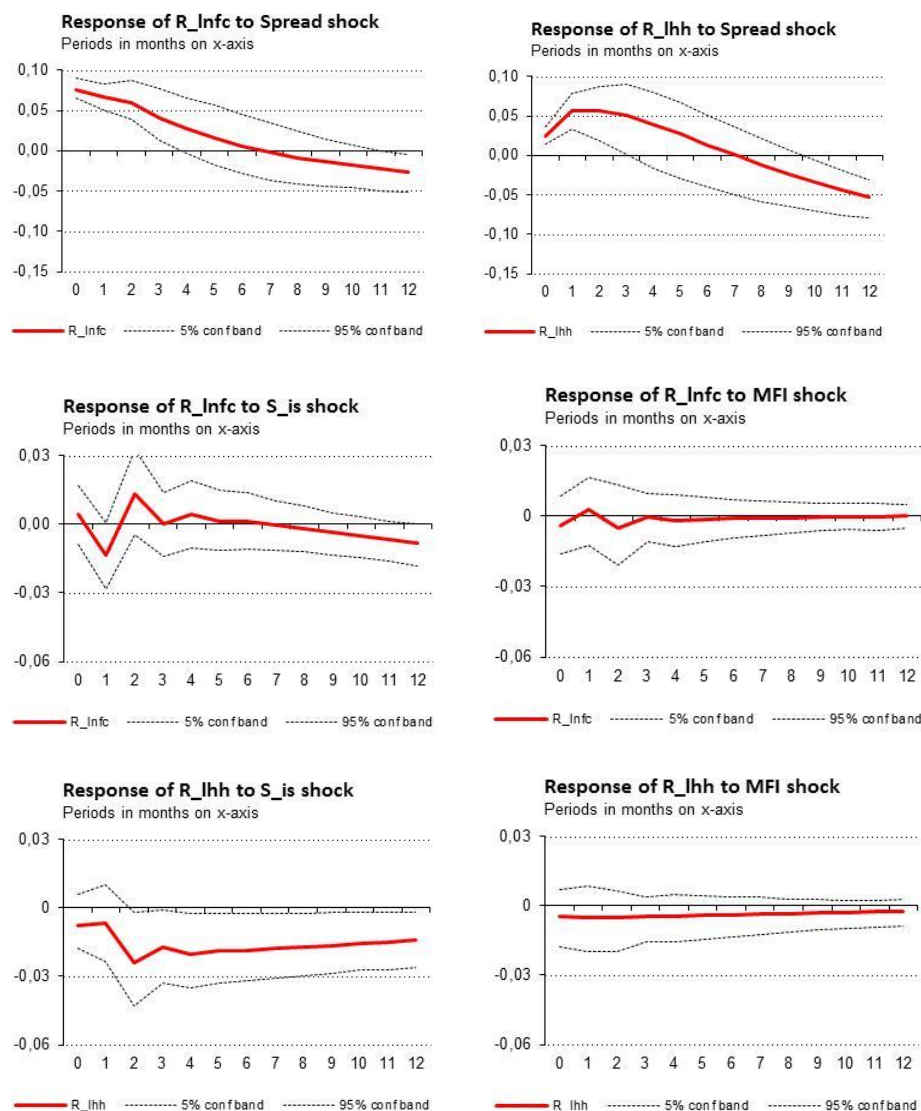 Response of R_lnfc to Spread shock
Periods in months on x-axis
0,10
0,05
0,00
-0,05
-0,10
-0,15
0 1 2 3 4 5 6 7 8 9 10 11 12
R_lnfc 5% conf band 95% conf band
Response of R_lhh to Spread shock
Periods in months on x-axis
0,10
0,05
0,00
-0,05
-0,10
-0,15
0 1 2 3 4 5 6 7 8 9 10 11 12
R_lhh 5% conf band 95% conf band
Response of R_lnfc to S_is shock
Periods in months on x-axis
0,03
0,00
-0,03
-0,06
0 1 2 3 4 5 6 7 8 9 10 11 12
R_lnfc 5% conf band 95% conf band
Response of R_lnfc to MFI shock
Periods in months on x-axis
0,03
0
-0,03
-0,06
0 1 2 3 4 5 6 7 8 9 10 11 12
R_lnfc 5% conf band 95% conf band
Response of R_lhh to S_is shock
Periods in months on x-axis
0,03
0
-0,03
-0,06
0 1 2 3 4 5 6 7 8 9 10 11 12
R_lhh 5% conf band 95% conf band
Response of R_lhh to MFI shock
Periods in months on x-axis
0,03
0
-0,03
-0,06
0 1 2 3 4 5 6 7 8 9 10 11 12
R_lhh 5% conf band 95% conf band